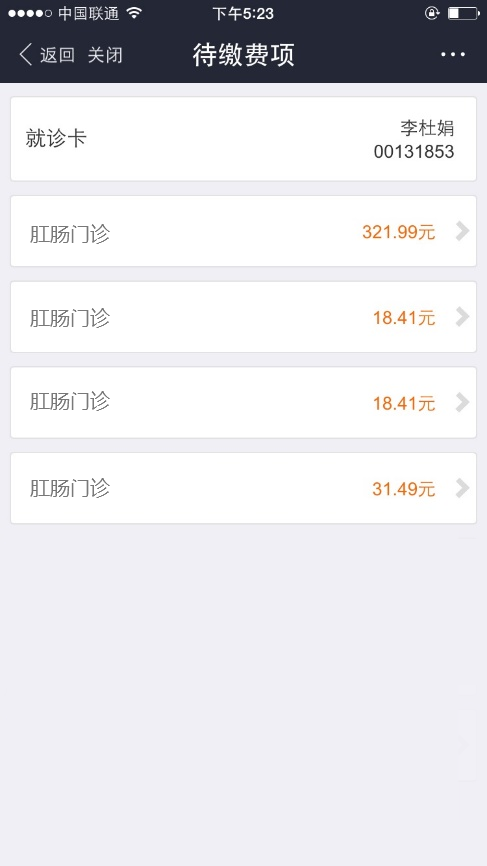 中国联通 下午5:23
返回 关闭 待缴费项
就诊卡
李杜娟
00131853
肛肠门诊 321.99元
肛肠门诊 18.41元
肛肠门诊 18.41元
肛肠门诊 31.49元